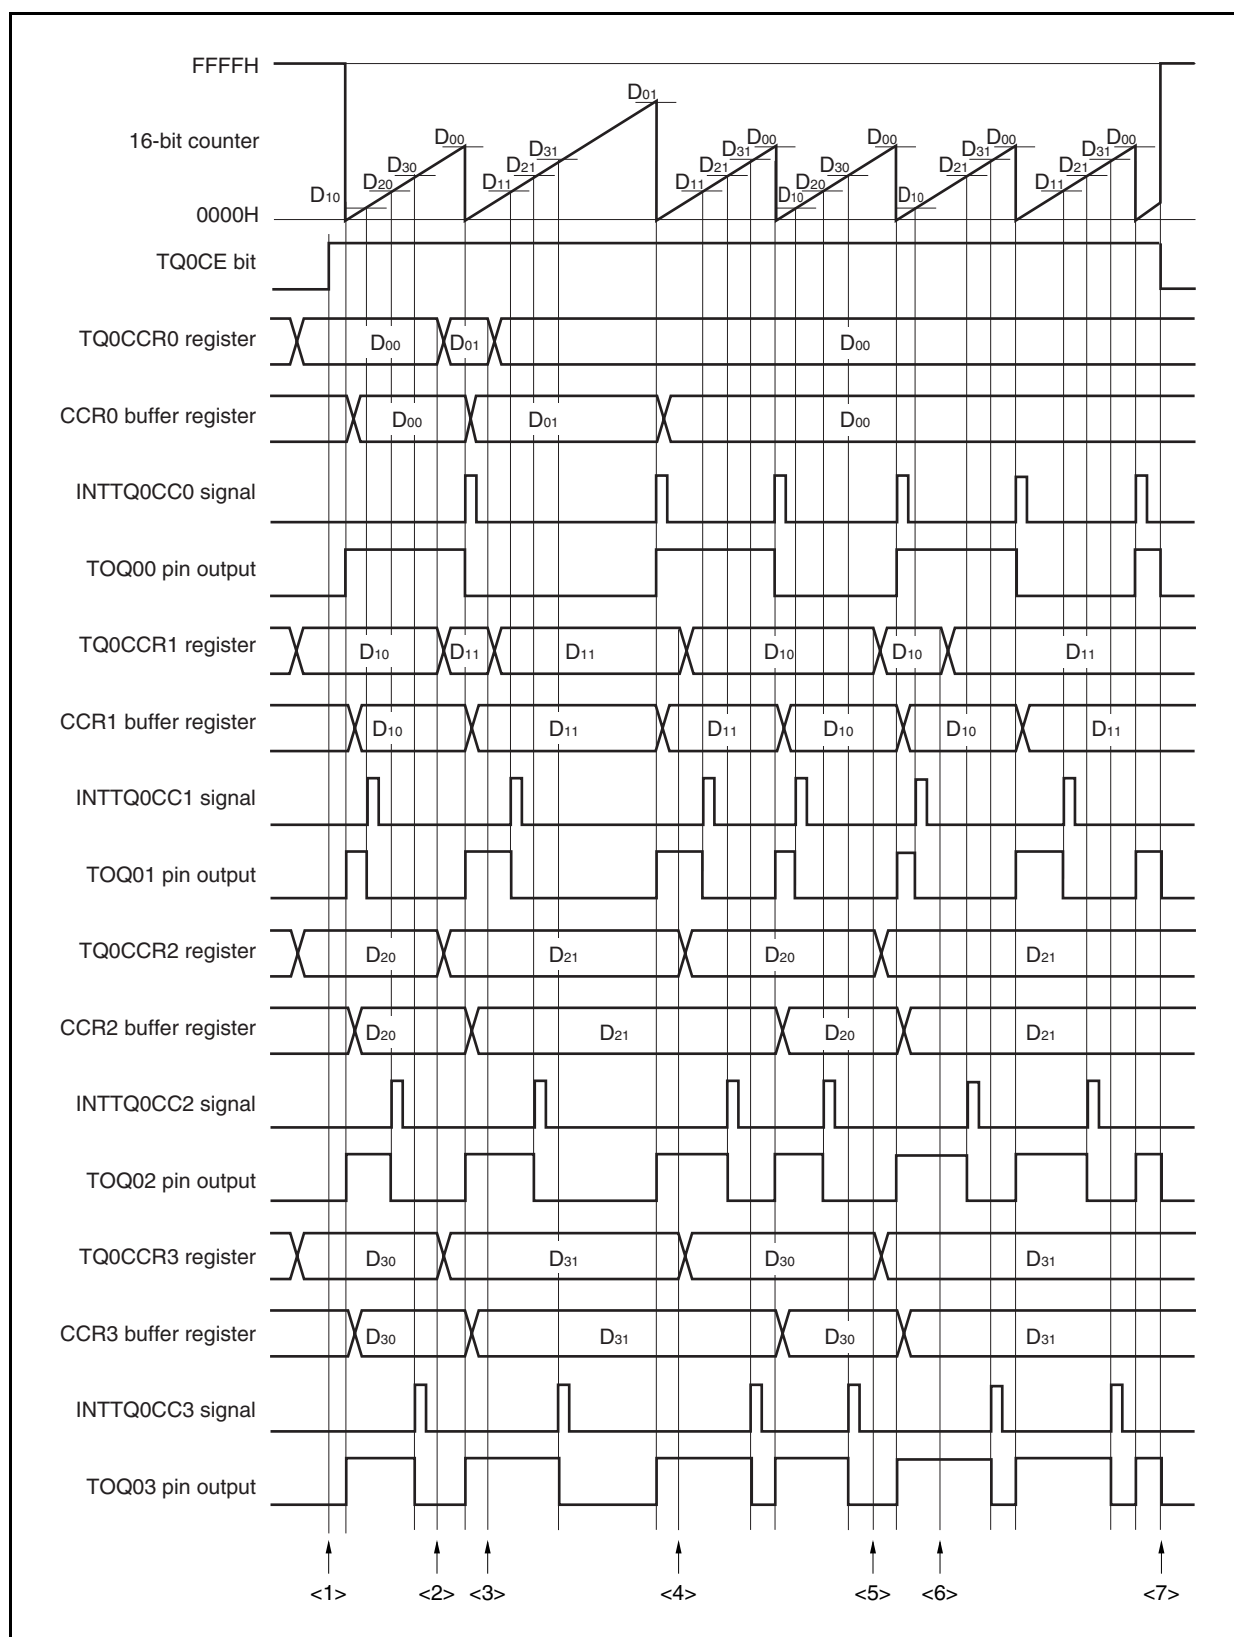 FFFFH
D01
16-bit counter
D00 D00 D00 D00 D00
D30 D31 D31 D30 D31 D31
D20 D21 D21 D20 D21 D21
D10 D11 D11 D10 D10 D11
0000H
TQ0CE bit
TQ0CCR0 register D00 D01 D00
CCR0 buffer register D00 D01 D00
INTTQ0CC0 signal
TOQ00 pin output
TQ0CCR1 register D10 D11 D11 D10 D10 D11
CCR1 buffer register D10 D11 D11 D10 D10 D11
INTTQ0CC1 signal
TOQ01 pin output
TQ0CCR2 register D20 D21 D20 D21
CCR2 buffer register D20 D21 D20 D21
INTTQ0CC2 signal
TOQ02 pin output
TQ0CCR3 register D30 D31 D30 D31
CCR3 buffer register D30 D31 D30 D31
INTTQ0CC3 signal
TOQ03 pin output
<1> <2> <3> <4> <5> <6> <7>